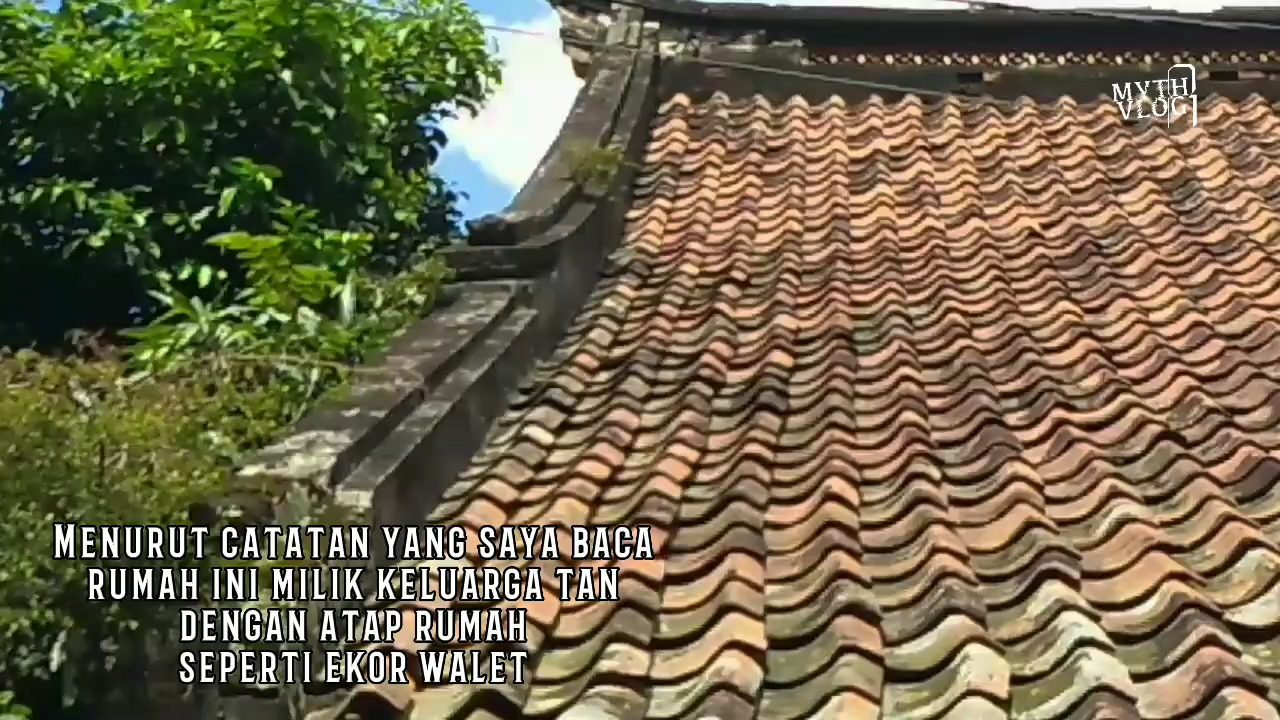 MYTH
VLOG
MENURUT CATATAN YANG SAYA BACA
RUMAH INI MILIK KELUARGA TAN
DENGAN ATAP RUMAH
SEPERTI EKOR WALET